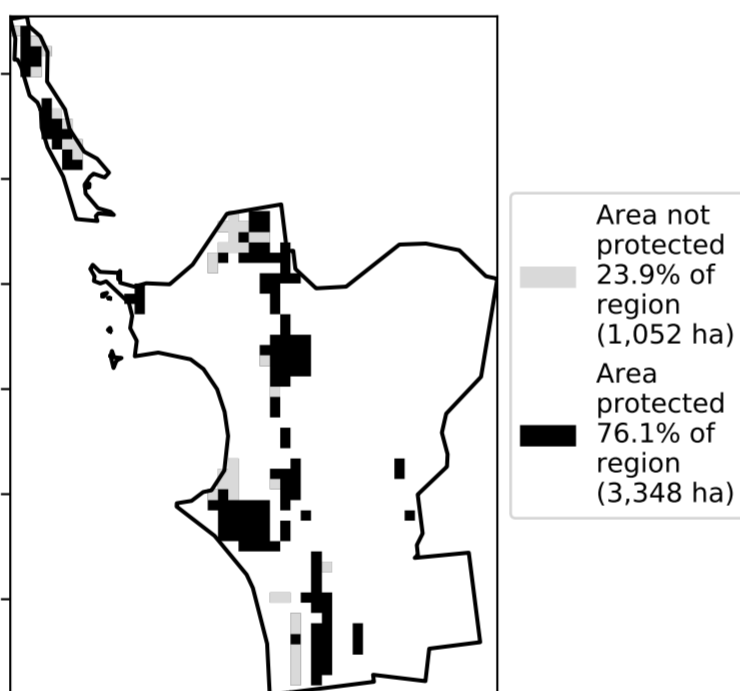 Area not
protected
23.9% of
region
(1,052 ha)
Area
protected
76.1% of
region
(3,348 ha)